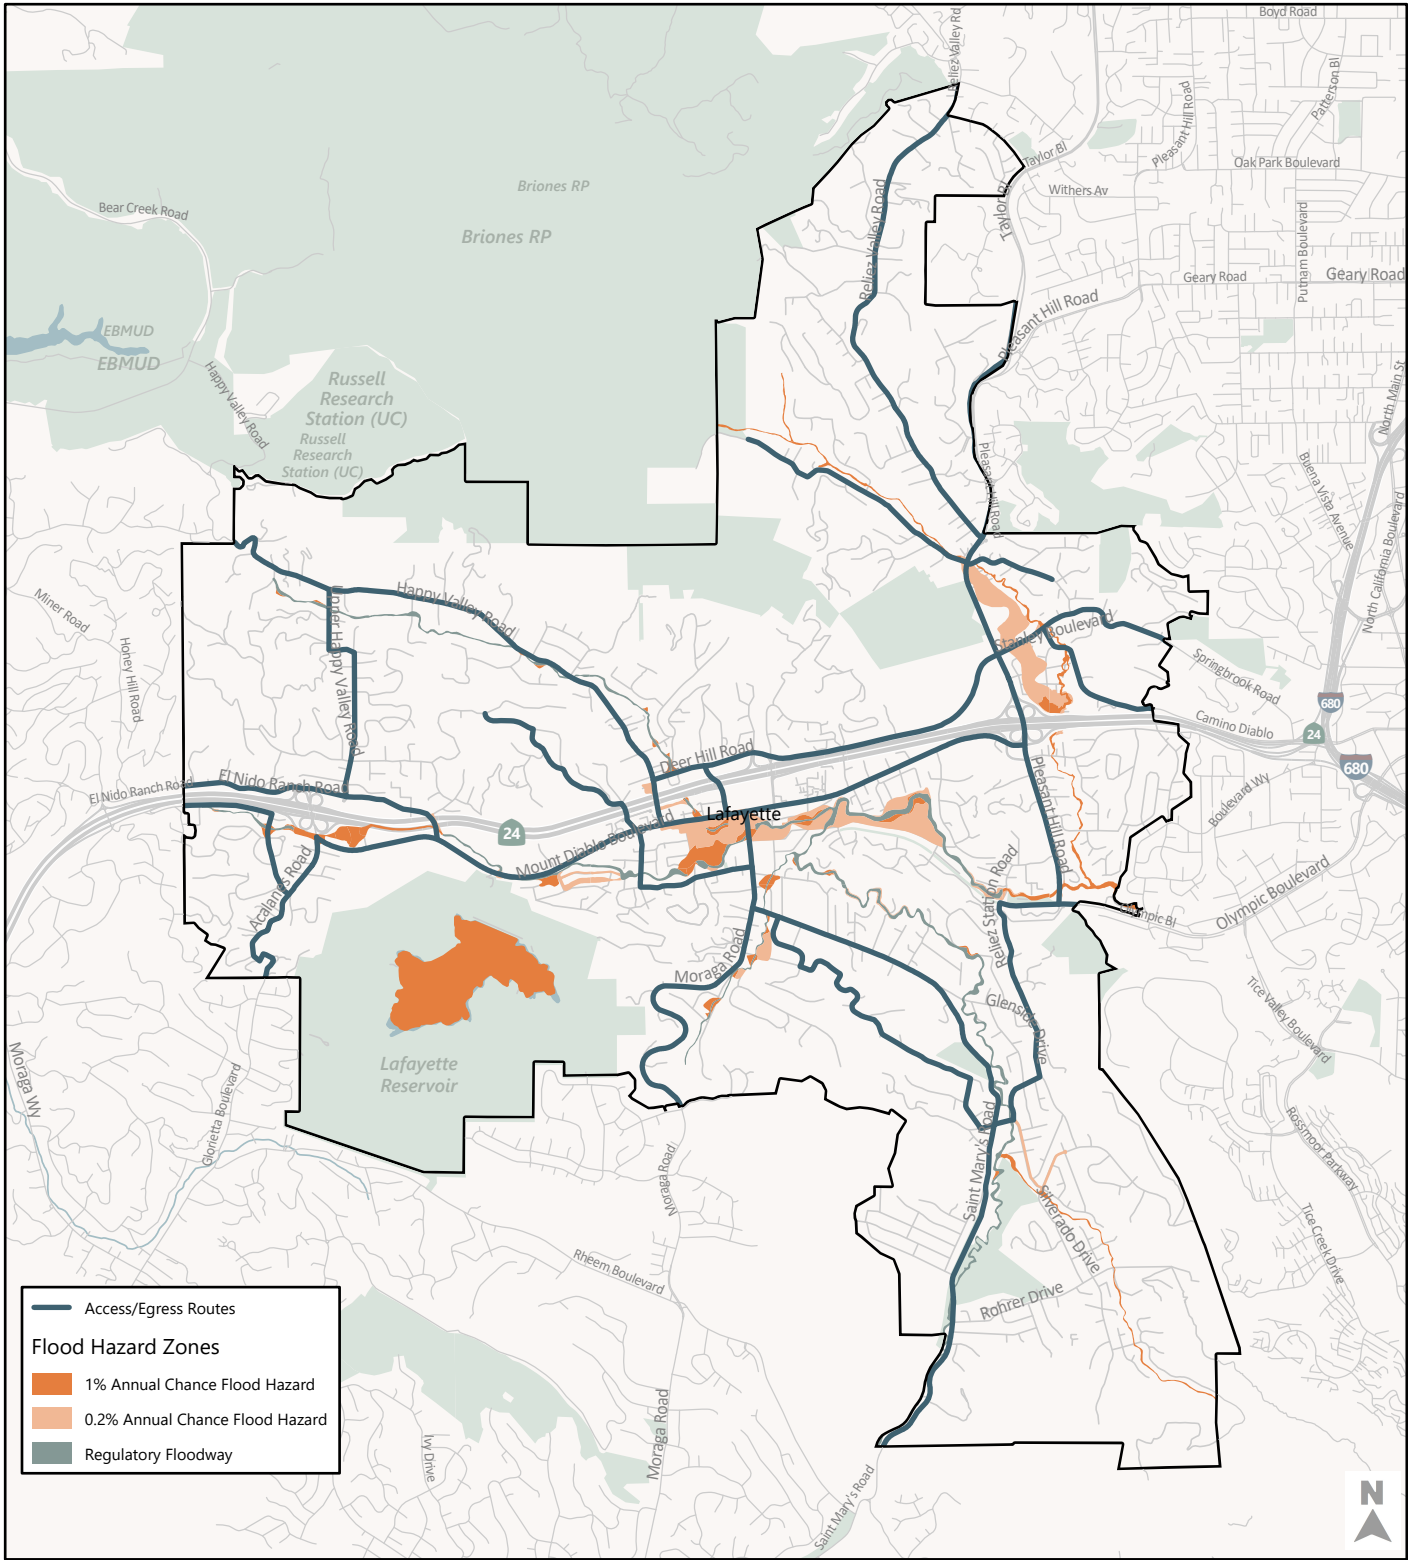 Boyd Road
Reliez Valley Rd
Patterson Bl
Pleasant Hill Road
Taylor Bl
Oak Park Boulevard
Withers Av
Briones RP
Briones RP
Bear Creek Road
Taylor Bl
Reliez Valley Road
Putnam Boulevard
Geary Road
Geary Road
Pleasant Hill Road
EBMUD
EBMUD
Happy Valley Road
Russell
Research
Station (UC)
Russell
Research
Station (UC)
North Main St
Pleasant Hill Road
Buena Vista Avenue
North California Boulevard
Miner Road
Honey Hill Road
Upper Happy Valley Road
Happy Valley Road
Stanley Boulevard
Springbrook Road
680
Camino Diablo
24
680
Deer Hill Road
El Nido Ranch Road
El Nido Ranch Road
Boulevard Wy
Pleasant Hill Road
24
Lafayette
Mount Diablo Boulevard
Acalanes Road
Reliez Station Road
Olympic Boulevard
Olympic Bl
Moraga Road
Glenside Drive
Tice Valley Boulevard
Lafayette
Reservoir
Moraga Wy
Glorietta Boulevard
Rossmoor Parkway
Saint Mary's Road
Moraga Road
Silverado Drive
Tice Creek Drive
Rheem Boulevard
Rohrer Drive
Access/Egress Routes
Flood Hazard Zones
1% Annual Chance Flood Hazard
0.2% Annual Chance Flood Hazard
Regulatory Floodway
Ivy Drive
Moraga Road
Saint Mary's Road
N